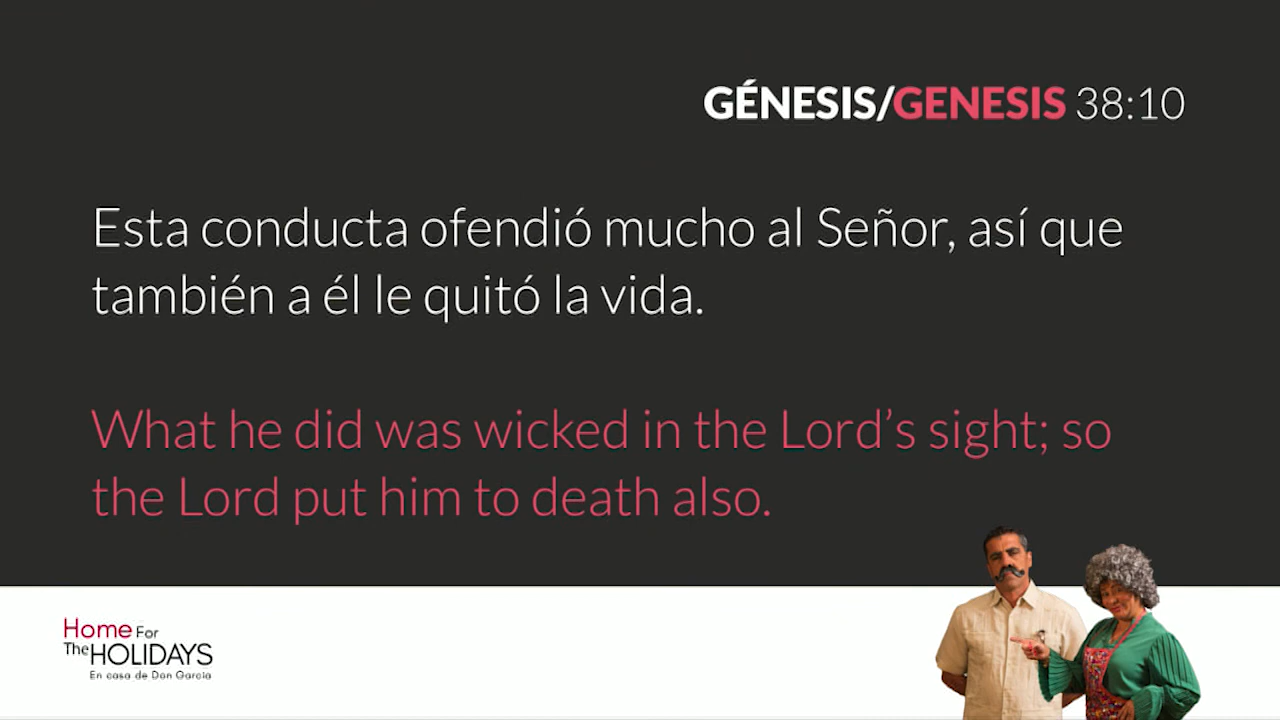 GÉNESIS/GENESIS 38:10
Esta conducta ofendió mucho al Señor, así que
también a él le quitó la vida.
What he did was wicked in the Lord’s sight; so
the Lord put him to death also.
Home For
The HOLIDAYS
En casa de Don García